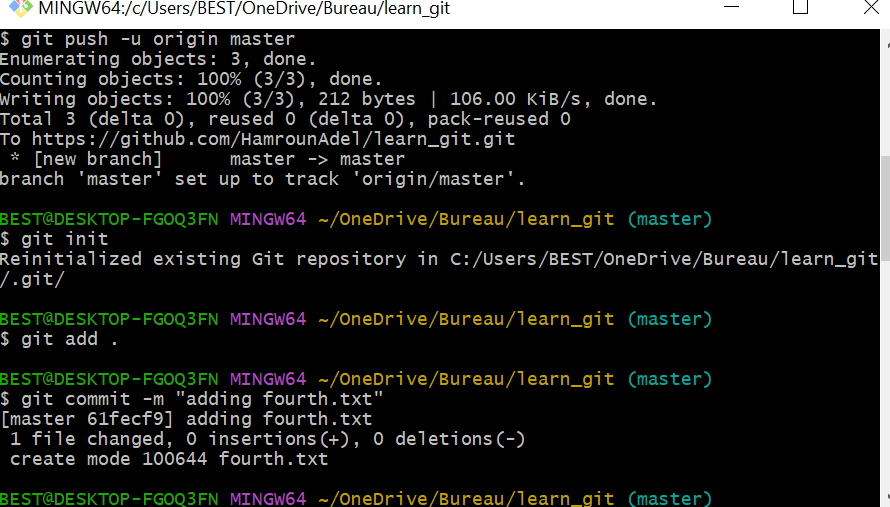 MINGW64:/c/Users/BEST/OneDrive/Bureau/learn_git
$ git push -u origin master
Enumerating objects: 3, done.
Counting objects: 100% (3/3), done.
Writing objects: 100% (3/3), 212 bytes | 106.00 KiB/s, done.
Total 3 (delta 0), reused 0 (delta 0), pack-reused 0
To https://github.com/HamrounAdel/learn_git.git
 * [new branch]      master -> master
branch 'master' set up to track 'origin/master'.
BEST@DESKTOP-FGOQ3FN MINGW64 ~/OneDrive/Bureau/learn_git (master)
$ git init
Reinitialized existing Git repository in C:/Users/BEST/OneDrive/Bureau/learn_git
/.git/
BEST@DESKTOP-FGOQ3FN MINGW64 ~/OneDrive/Bureau/learn_git (master)
$ git add .
BEST@DESKTOP-FGOQ3FN MINGW64 ~/OneDrive/Bureau/learn_git (master)
$ git commit -m "adding fourth.txt"
[master 61fecf9] adding fourth.txt
 1 file changed, 0 insertions(+), 0 deletions(-)
 create mode 100644 fourth.txt
BEST@DESKTOP-FGOQ3FN MINGW64 ~/OneDrive/Bureau/learn_git (master)